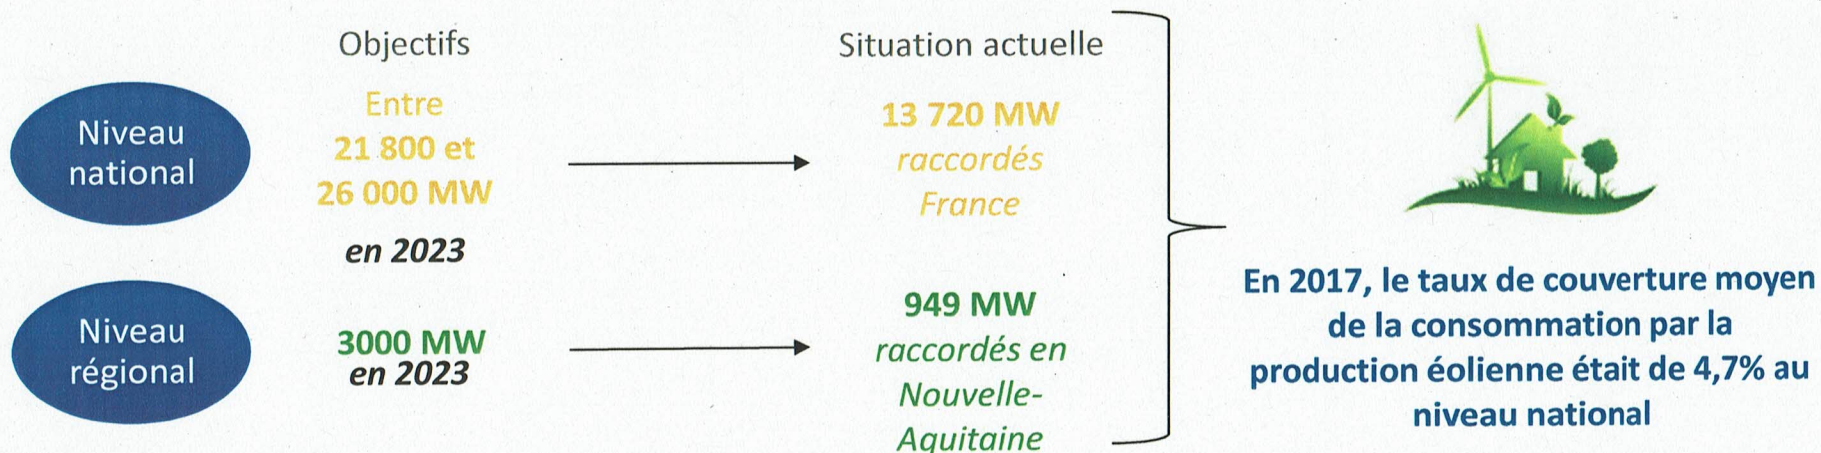 Objectifs
Situation actuelle
Niveau
national
Entre
21 800 et
26 000 MW
en 2023
13 720 MW
raccordés
France
Niveau
régional
3000 MW
en 2023
949 MW
raccordés en
Nouvelle-
Aquitaine
En 2017, le taux de couverture moyen
de la consommation par la
production éolienne était de 4,7% au
niveau national